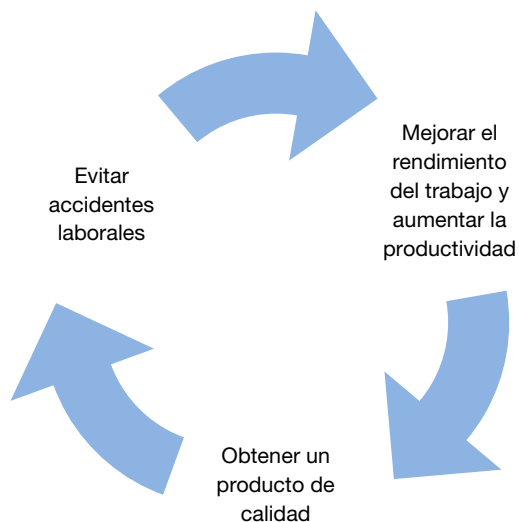 Evitar
accidentes
laborales
Mejorar el
rendimiento
del trabajo y
aumentar la
productividad
Obtener un
producto de
calidad